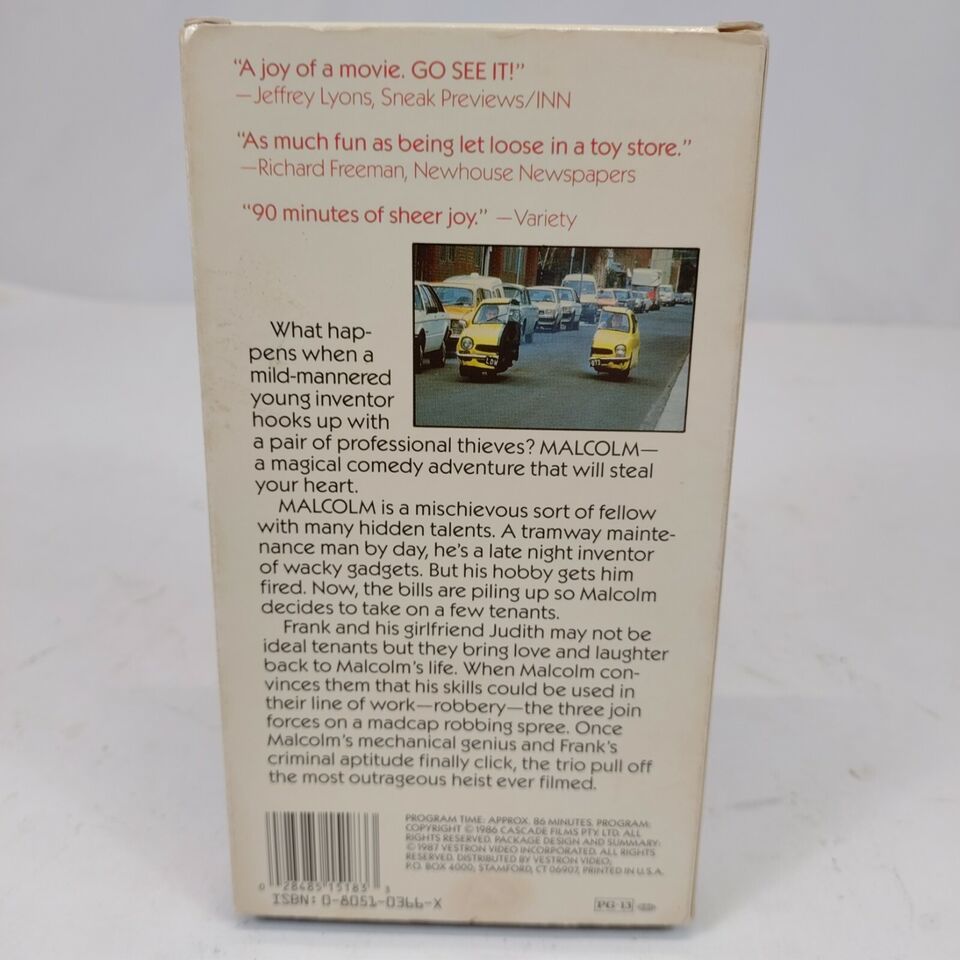 “A joy of a movie. GO SEE IT!”
—Jeffrey Lyons, Sneak Previews/INN
“As much fun as being let loose in a toy store.”
—Richard Freeman, Newhouse Newspapers
“90 minutes of sheer joy.” —Variety
What hap-
pens when a
mild-mannered
young inventor
hooks up with
a pair of professional thieves? MALCOLM—
a magical comedy adventure that will steal
your heart.
MALCOLM is a mischievous sort of fellow
with many hidden talents. A tramway mainte-
nance man by day, he's a late night inventor
of wacky gadgets. But his hobby gets him
fired. Now, the bills are piling up so Malcolm
decides to take on a few tenants.
Frank and his girlfriend Judith may not be
ideal tenants but they bring love and laughter
back to Malcolm's life. When Malcolm con-
vinces them that his skills could be used in
their line of work—robbery—the three join
forces on a madcap robbing spree. Once
Malcolm's mechanical genius and Frank's
criminal aptitude finally click, the trio pull off
the most outrageous heist ever filmed.
PROGRAM TIME: APPROX. 86 MINUTES. PROGRAM:
COPYRIGHT © 1986 CASCADE FILMS PTY. LTD. ALL
RIGHTS RESERVED. PACKAGE DESIGN AND SUMMARY:
© 1987 VESTRON VIDEO INCORPORATED. ALL RIGHTS
RESERVED. DISTRIBUTED BY VESTRON VIDEO,
P.O. BOX 4000, STAMFORD, CT 06907, PRINTED IN U.S.A.
0 28485 15183 3
ISBN: 0-8051-0366-X
PG-13